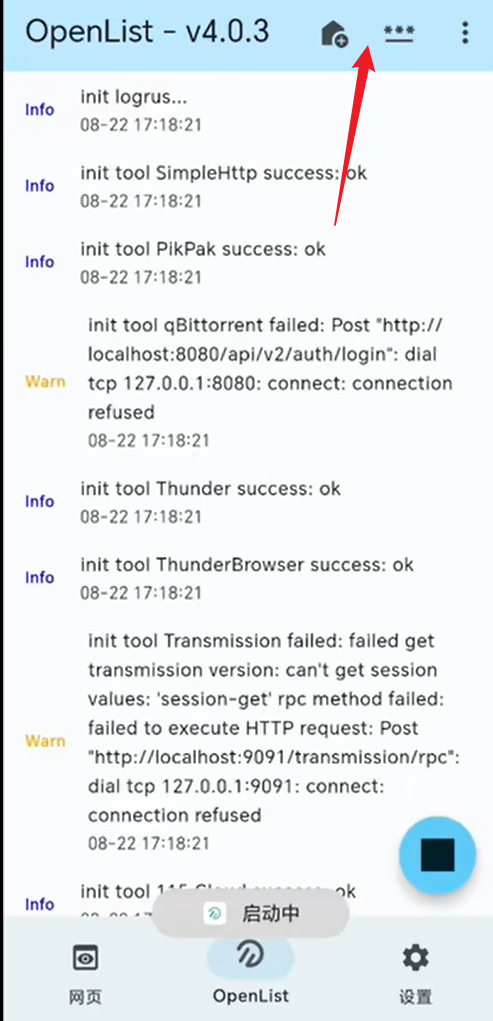 OpenList - v4.0.3
***
Info
init logrus...
08-22 17:18:21
Info
init tool SimpleHttp success: ok
08-22 17:18:21
Info
init tool PikPak success: ok
08-22 17:18:21
Warn
init tool qBittorrent failed: Post "http://
localhost:8080/api/v2/auth/login": dial
tcp 127.0.0.1:8080: connect: connection
refused
08-22 17:18:21
Info
init tool Thunder success: ok
08-22 17:18:21
Info
init tool ThunderBrowser success: ok
08-22 17:18:21
Warn
init tool Transmission failed: failed get
transmission version: can't get session
values: 'session-get' rpc method failed:
failed to execute HTTP request: Post
"http://localhost:9091/transmission/rpc":
dial tcp 127.0.0.1:9091: connect:
connection refused
08-22 17:18:21
Info
init tool 115 Cloud success: ok
启动中
网页
OpenList
设置